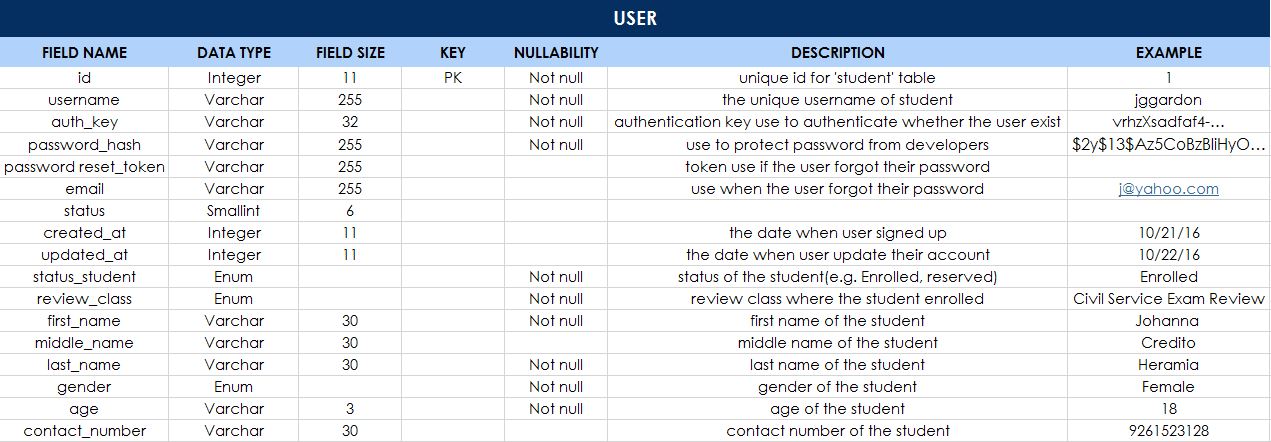 USER
FIELD NAME DATA TYPE FIELD SIZE KEY NULLABILITY DESCRIPTION EXAMPLE
id Integer 11 PK Not null unique id for 'student' table 1
username Varchar 255 Not null the unique username of student jggardon
auth_key Varchar 32 Not null authentication key use to authenticate whether the user exist vrhzXsadfaf4-...
password_hash Varchar 255 Not null use to protect password from developers $2y$13$Az5CoBzBliHyO...
password reset_token Varchar 255 token use if the user forgot their password
email Varchar 255 use when the user forgot their password j@yahoo.com
status Smallint 6
created_at Integer 11 the date when user signed up 10/21/16
updated_at Integer 11 the date when user update their account 10/22/16
status_student Enum Not null status of the student(e.g. Enrolled, reserved) Enrolled
review_class Enum Not null review class where the student enrolled Civil Service Exam Review
first_name Varchar 30 Not null first name of the student Johanna
middle_name Varchar 30 middle name of the student Credito
last_name Varchar 30 Not null last name of the student Heramia
gender Enum Not null gender of the student Female
age Varchar 3 Not null age of the student 18
contact_number Varchar 30 contact number of the student 9261523128